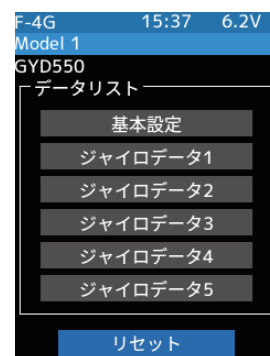 F-4G 15:37 6.2V
Model 1
GYD550
データリスト
基本設定
ジャイロデータ1
ジャイロデータ2
ジャイロデータ3
ジャイロデータ4
ジャイロデータ5
リセット